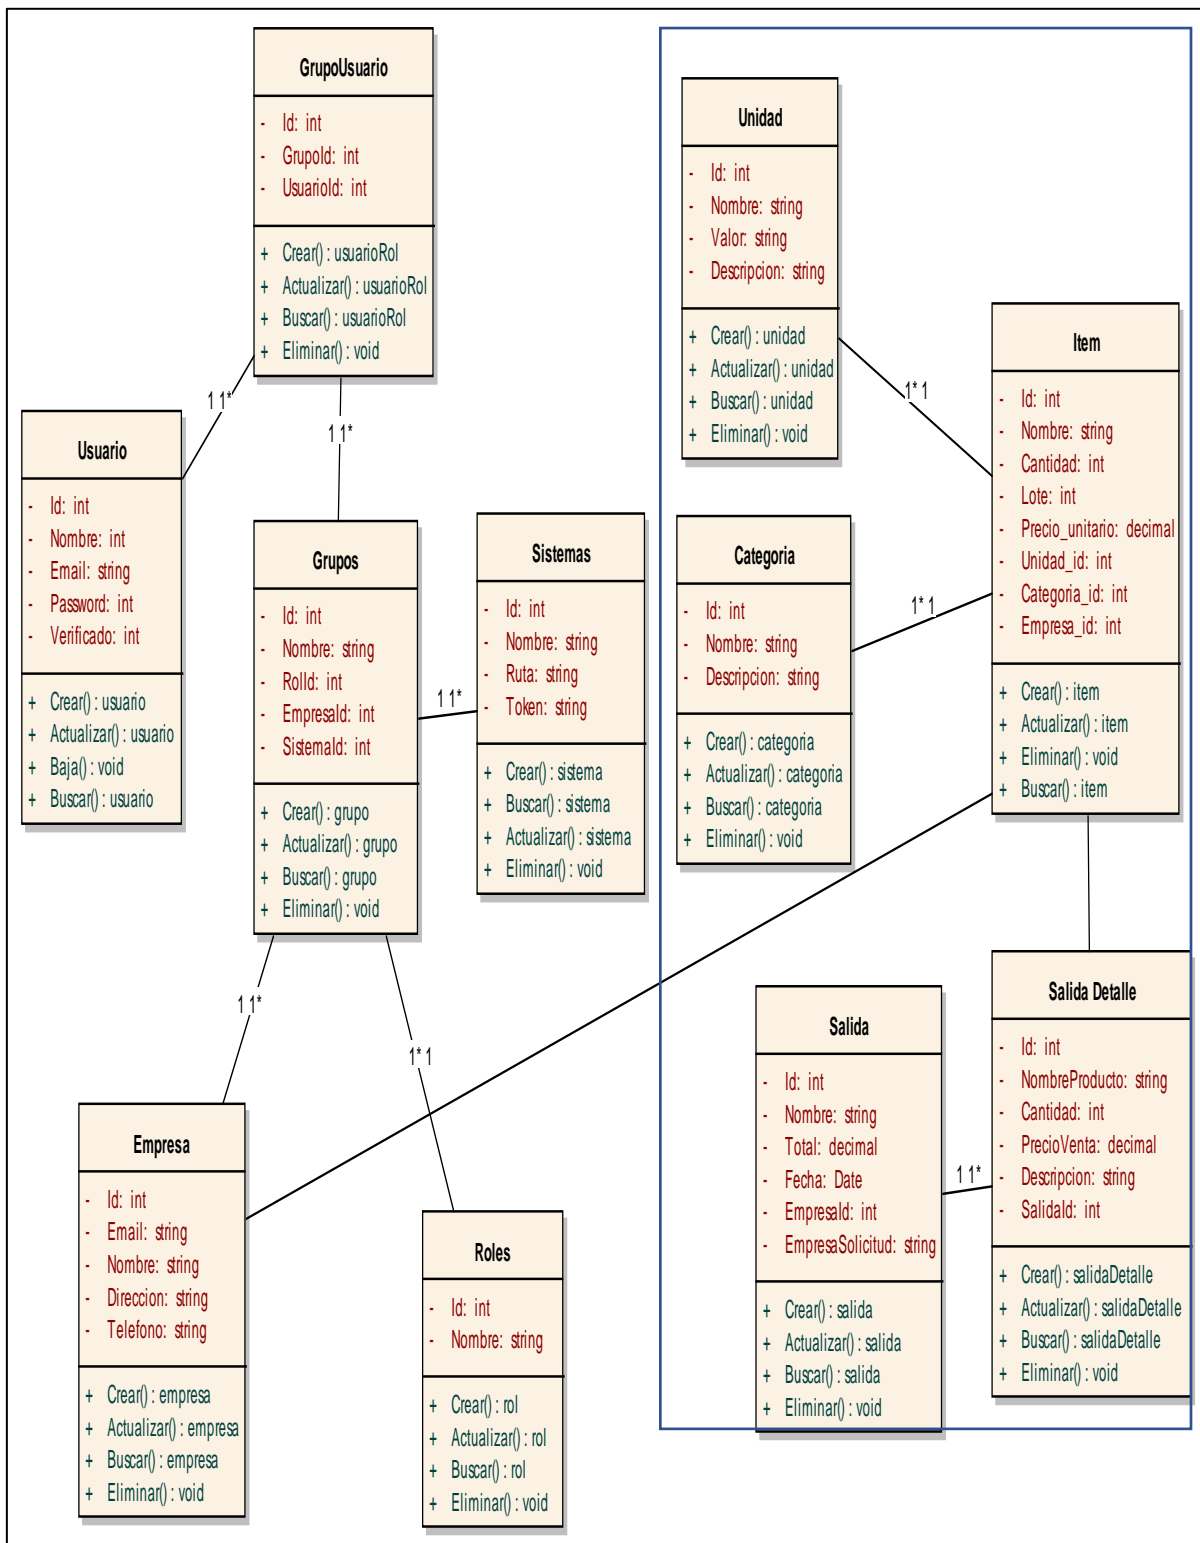 GrupoUsuario
- Id: int
- GrupoId: int
- UsuarioId: int
+ Crear() : usuarioRol
+ Actualizar() : usuarioRol
+ Buscar() : usuarioRol
+ Eliminar() : void
1 1*
1 1*
Usuario
- Id: int
- Nombre: int
- Email: string
- Password: int
- Verificado: int
+ Crear() : usuario
+ Actualizar() : usuario
+ Baja() : void
+ Buscar() : usuario
Grupos
- Id: int
- Nombre: string
- RolId: int
- EmpresaId: int
- SistemaId: int
+ Crear() : grupo
+ Actualizar() : grupo
+ Buscar() : grupo
+ Eliminar() : void
1 1*
Sistemas
- Id: int
- Nombre: string
- Ruta: string
- Token: string
+ Crear() : sistema
+ Buscar() : sistema
+ Actualizar() : sistema
+ Eliminar() : void
1 1*
1* 1
Empresa
- Id: int
- Email: string
- Nombre: string
- Direccion: string
- Telefono: string
+ Crear() : empresa
+ Actualizar() : empresa
+ Buscar() : empresa
+ Eliminar() : void
Roles
- Id: int
- Nombre: string
+ Crear() : rol
+ Actualizar() : rol
+ Buscar() : rol
+ Eliminar() : void
Unidad
- Id: int
- Nombre: string
- Valor: string
- Descripcion: string
+ Crear() : unidad
+ Actualizar() : unidad
+ Buscar() : unidad
+ Eliminar() : void
1* 1
Item
- Id: int
- Nombre: string
- Cantidad: int
- Lote: int
- Precio_unitario: decimal
- Unidad_id: int
- Categoria_id: int
- Empresa_id: int
+ Crear() : item
+ Actualizar() : item
+ Eliminar() : void
+ Buscar() : item
Categoria
- Id: int
- Nombre: string
- Descripcion: string
+ Crear() : categoria
+ Actualizar() : categoria
+ Buscar() : categoria
+ Eliminar() : void
1* 1
Salida
- Id: int
- Nombre: string
- Total: decimal
- Fecha: Date
- EmpresaId: int
- EmpresaSolicitud: string
+ Crear() : salida
+ Actualizar() : salida
+ Buscar() : salida
+ Eliminar() : void
1 1*
Salida Detalle
- Id: int
- NombreProducto: string
- Cantidad: int
- PrecioVenta: decimal
- Descripcion: string
- SalidaId: int
+ Crear() : salidaDetalle
+ Actualizar() : salidaDetalle
+ Buscar() : salidaDetalle
+ Eliminar() : void